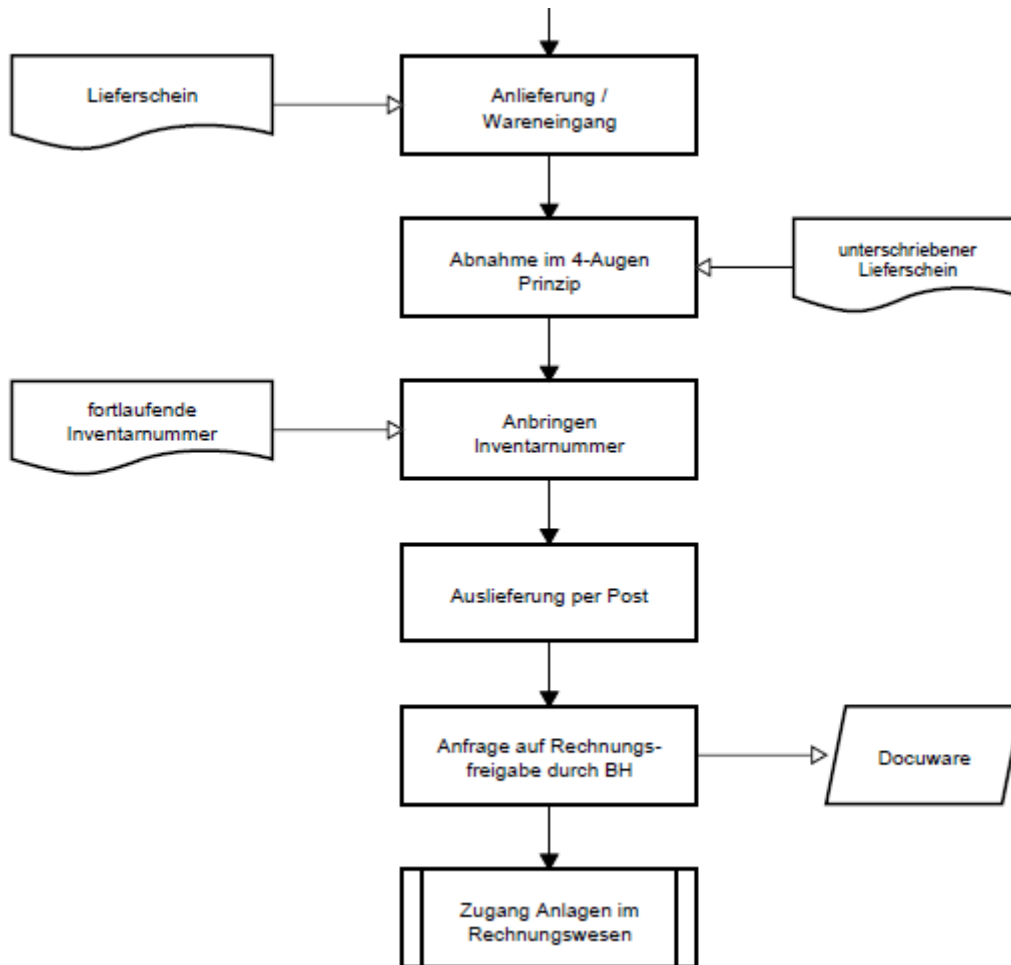 Lieferschein
Anlieferung /
Wareneingang
Abnahme im 4-Augen
Prinzip
unterschriebener
Lieferschein
fortlaufende
Inventarnummer
Anbringen
Inventarnummer
Auslieferung per Post
Anfrage auf Rechnungs-
freigabe durch BH
Docuware
Zugang Anlagen im
Rechnungswesen